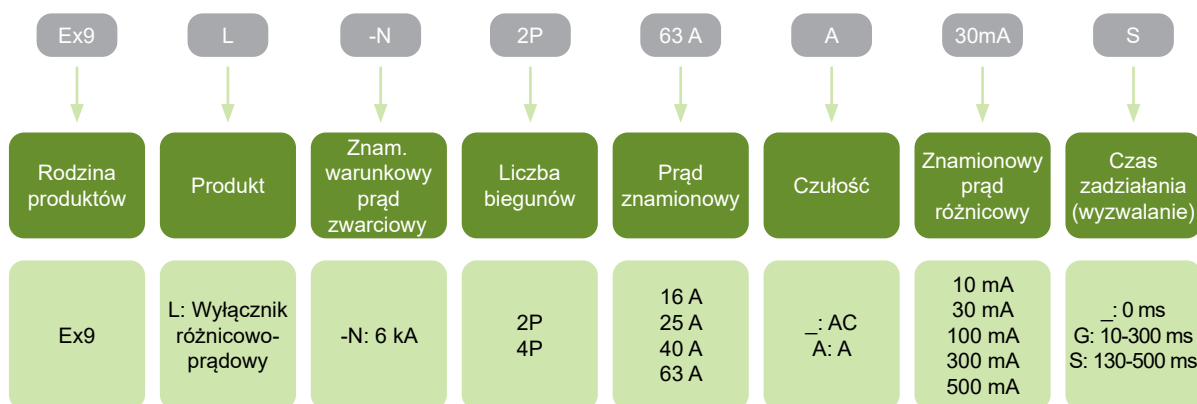 Ex9
L
-N
2P
63 A
A
30mA
S
Rodzina
produktów
Produkt
Znam.
warunkowy
prąd
zwarciowy
Liczba
biegunów
Prąd
znamionowy
Czułość
Znamionowy
prąd
różnicowy
Czas
zadziałania
(wyzwalanie)
Ex9
L: Wyłącznik
różnicowo-
prądowy
-N: 6 kA
2P
4P
16 A
25 A
40 A
63 A
_: AC
A: A
10 mA
30 mA
100 mA
300 mA
500 mA
_: 0 ms
G: 10-300 ms
S: 130-500 ms